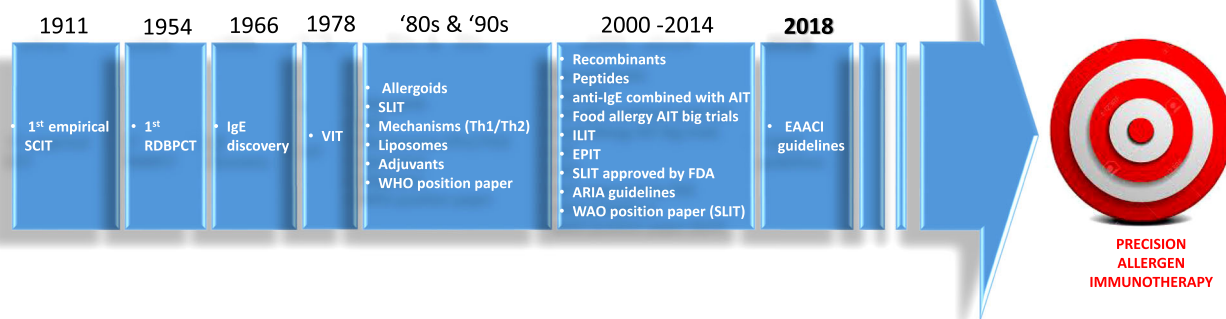 1911
1954
1966
1978
‘80s & ‘90s
2000 -2014
2018
• 1st empirical
SCIT
• 1st
RDBPCT
• IgE
discovery
• VIT
• Allergoids
• SLIT
• Mechanisms (Th1/Th2)
• Liposomes
• Adjuvants
• WHO position paper
• Recombinants
• Peptides
• anti-IgE combined with AIT
• Food allergy AIT big trials
• ILIT
• EPIT
• SLIT approved by FDA
• ARIA guidelines
• WAO position paper (SLIT)
• EAACI
guidelines
PRECISION
ALLERGEN
IMMUNOTHERAPY